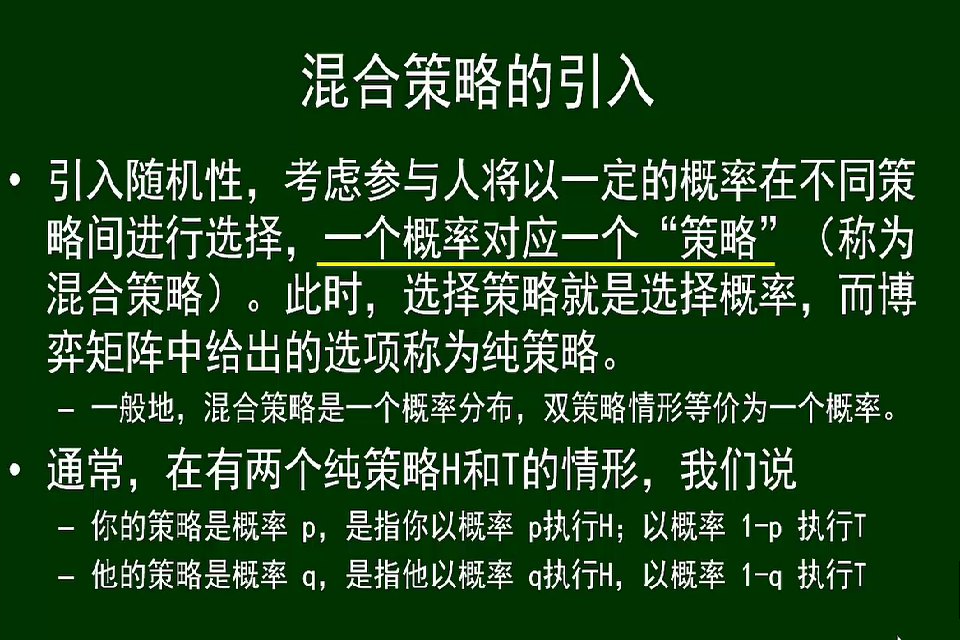 混合策略的引入
• 引入随机性，考虑参与人将以一定的概率在不同策
略间进行选择，一个概率对应一个“策略”（称为
混合策略）。此时，选择策略就是选择概率，而博
弈矩阵中给出的选项称为纯策略。
– 一般地，混合策略是一个概率分布，双策略情形等价为一个概率。
• 通常，在有两个纯策略H和T的情形，我们说
– 你的策略是概率 p，是指你以概率 p执行H；以概率 1-p 执行T
– 他的策略是概率 q，是指他以概率 q执行H，以概率 1-q 执行T